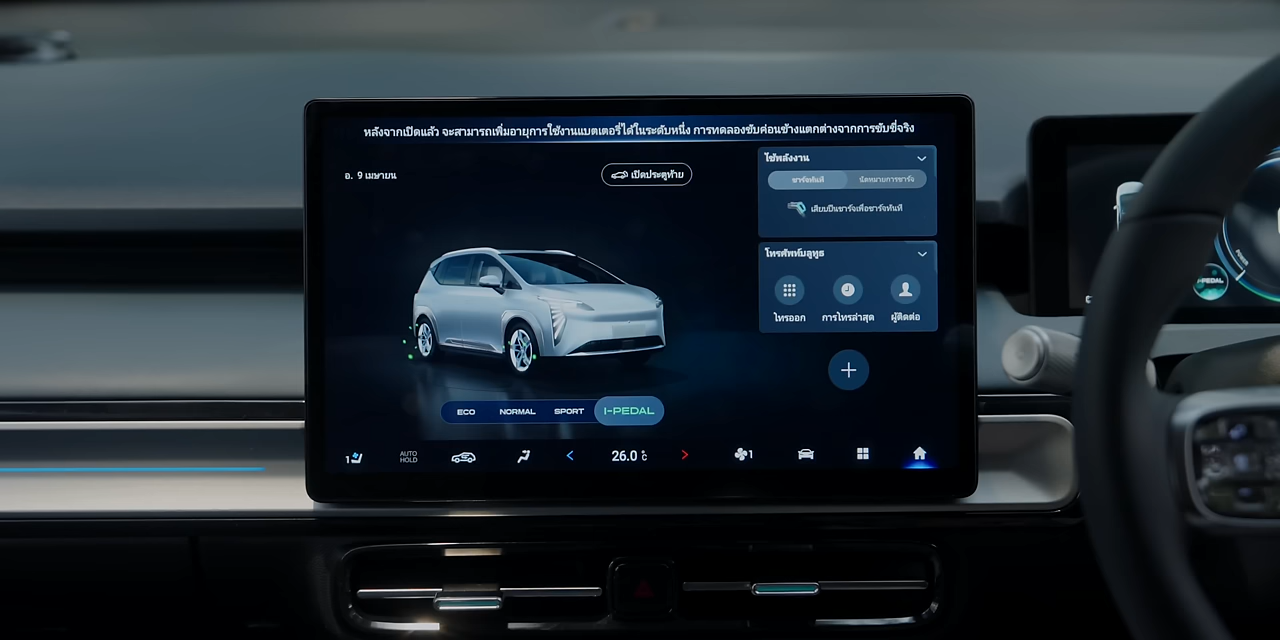 หลังจากเปิดแล้ว จะสามารถเพิ่มอายุการใช้งานแบตเตอรี่ได้ในระดับหนึ่ง การทดลองขับค่อนข้างแตกต่างจากการขับขี่จริง
อ. 9 เมษายน
เปิดประตูท้าย
ใช้พลังงาน
ชาร์จทันที
นัดหมายการชาร์จ
เสียบปืนชาร์จเพื่อชาร์จทันที
โทรศัพท์บลูทูธ
โทรออก
การโทรล่าสุด
ผู้ติดต่อ
ECO NORMAL SPORT i-PEDAL
1
AUTO
HOLD
26.0 °C
1
POWER
i-PEDAL